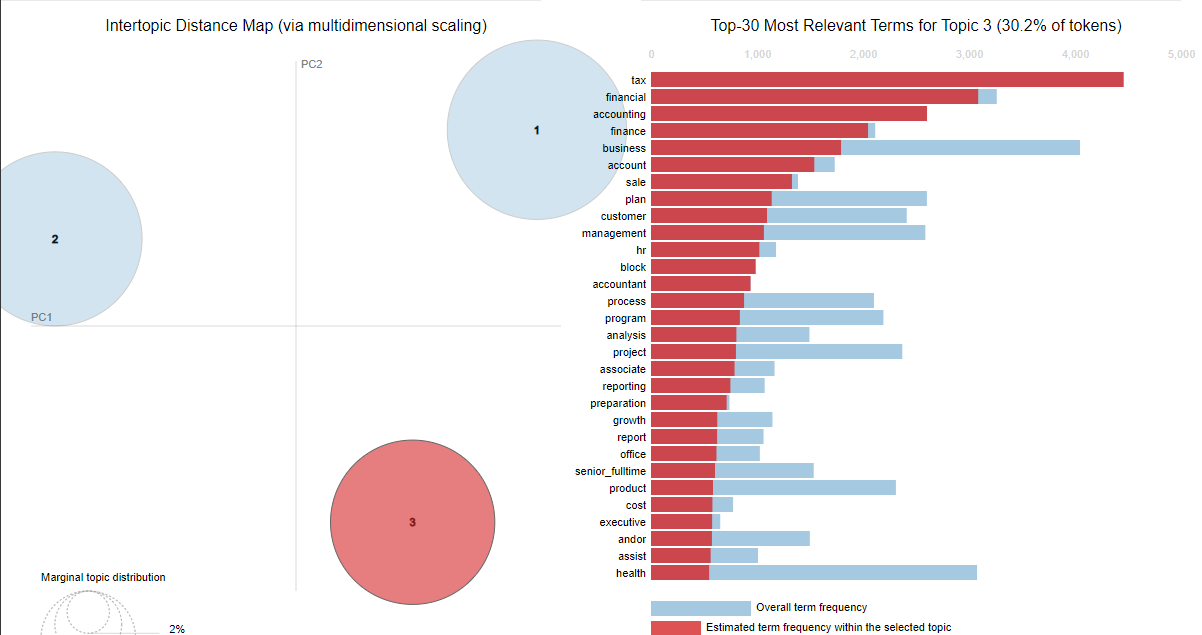 Intertopic Distance Map (via multidimensional scaling)
PC2
1
2
PC1
3
Marginal topic distribution
2%
Top-30 Most Relevant Terms for Topic 3 (30.2% of tokens)
0 1,000 2,000 3,000 4,000 5,000
tax
financial
accounting
finance
business
account
sale
plan
customer
management
hr
block
accountant
process
program
analysis
project
associate
reporting
preparation
growth
report
office
senior_fulltime
product
cost
executive
andor
assist
health
Overall term frequency
Estimated term frequency within the selected topic